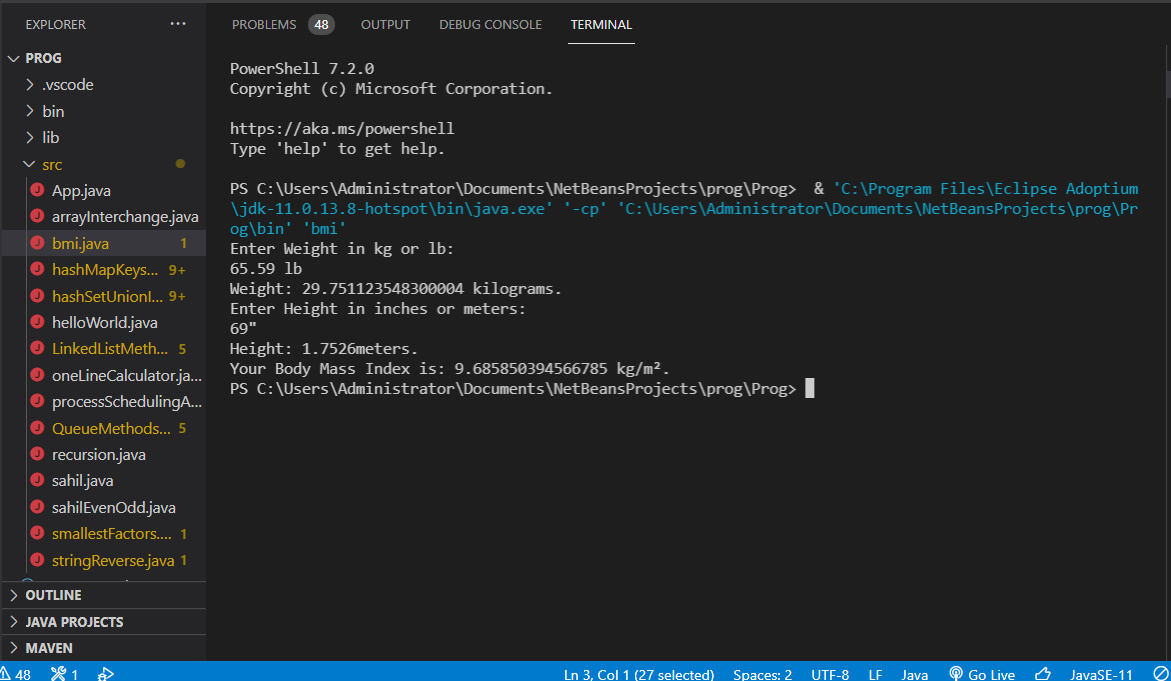 EXPLORER ···
PROG
.vscode
bin
lib
src
App.java
arrayInterchange.java
bmi.java 1
hashMapKeys... 9+
hashSetUnionI... 9+
helloWorld.java
LinkedListMeth... 5
oneLineCalculator.ja...
processSchedulingA...
QueueMethods... 5
recursion.java
sahil.java
sahilEvenOdd.java
smallestFactors.... 1
stringReverse.java 1
OUTLINE
JAVA PROJECTS
MAVEN
PROBLEMS 48 OUTPUT DEBUG CONSOLE TERMINAL
PowerShell 7.2.0
Copyright (c) Microsoft Corporation.
https://aka.ms/powershell
Type 'help' to get help.
PS C:\Users\Administrator\Documents\NetBeansProjects\prog\Prog>  & 'C:\Program Files\Eclipse Adoptium
\jdk-11.0.13.8-hotspot\bin\java.exe' '-cp' 'C:\Users\Administrator\Documents\NetBeansProjects\prog\Pr
og\bin' 'bmi'
Enter Weight in kg or lb:
65.59 lb
Weight: 29.751123548300004 kilograms.
Enter Height in inches or meters:
69"
Height: 1.7526meters.
Your Body Mass Index is: 9.685850394566785 kg/m².
PS C:\Users\Administrator\Documents\NetBeansProjects\prog\Prog>
48 1 Ln 3, Col 1 (27 selected) Spaces: 2 UTF-8 LF Java Go Live JavaSE-11